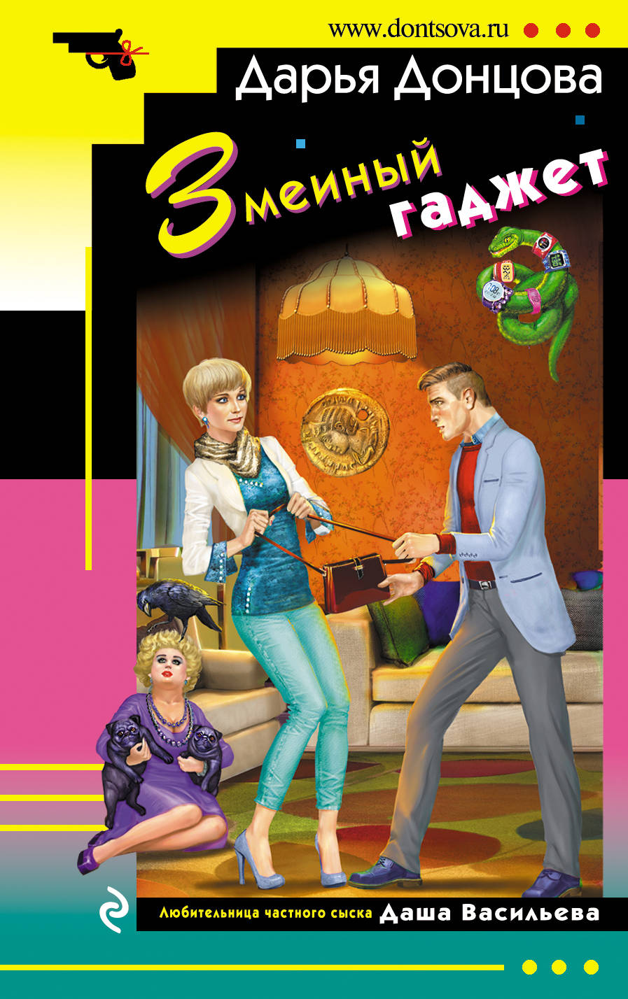 www.dontsova.ru
Дарья Донцова
Змеиный
гаджет
Любительница частного сыска Даша Васильева